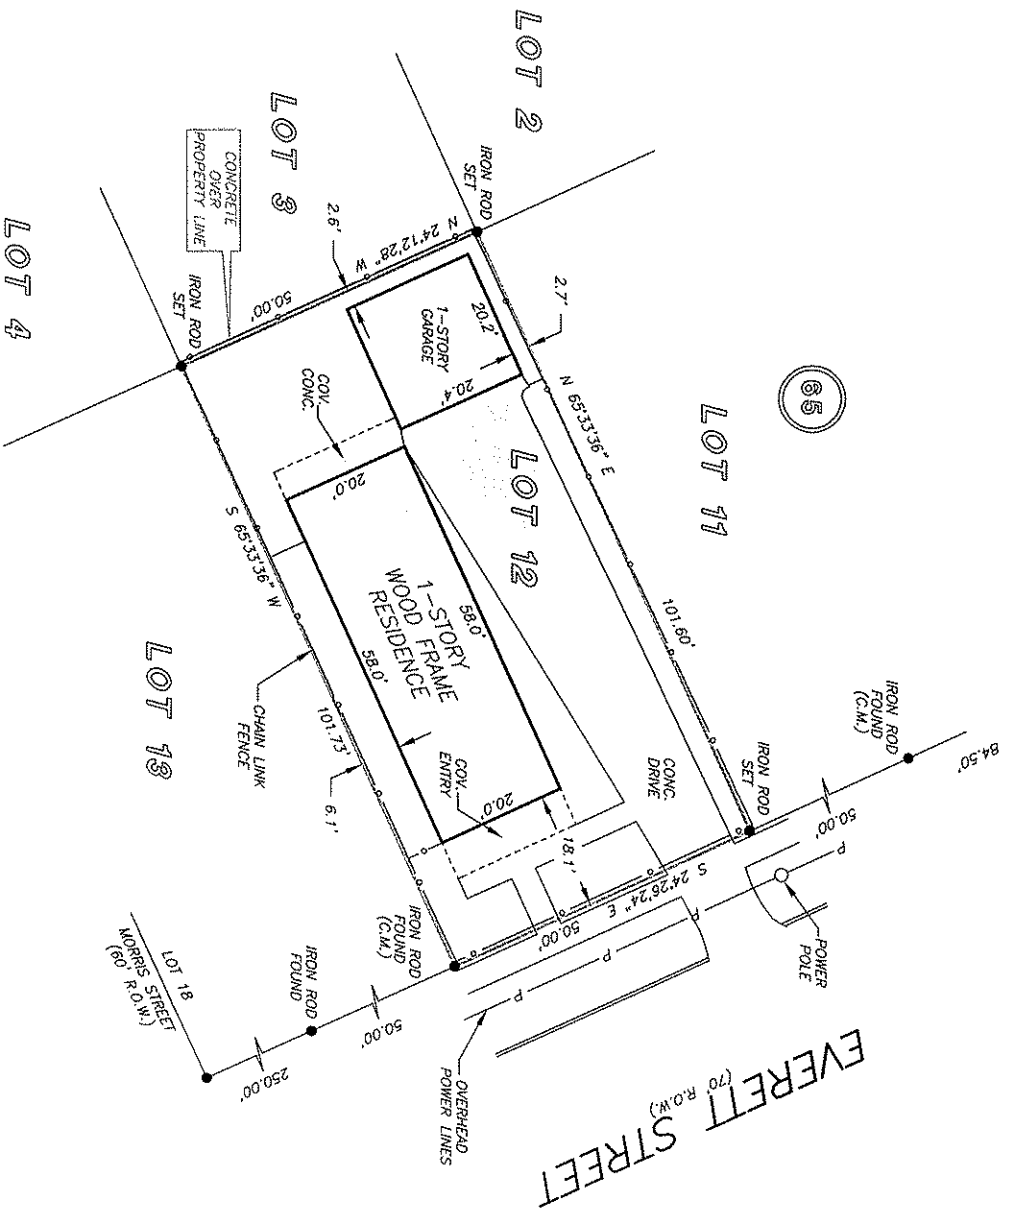 LOT 2
LOT 3
LOT 4
LOT 11
LOT 12
LOT 13
65
IRON ROD
SET
2.7'
2.6'
N 24°12'28" W
50.00'
CONCRETE
OVER
PROPERTY LINE
IRON ROD
SET
20.2'
1-STORY
GARAGE
20.4'
COV.
CONC.
N 65°33'36" E
101.60'
20.0'
58.0'
1-STORY
WOOD FRAME
RESIDENCE
58.0'
20.0'
COV.
ENTRY
S 65°33'36" W
101.73'
6.1'
CHAIN LINK
FENCE
CONC.
DRIVE
18.1'
IRON ROD
FOUND
(C.M.)
84.50'
50.00'
IRON ROD
SET
S 24°26'24" E
50.00'
P
P
P
P
POWER
POLE
OVERHEAD
POWER LINES
IRON ROD
FOUND
(C.M.)
50.00'
IRON ROD
FOUND
250.00'
LOT 18
MORRIS STREET
(60' R.O.W.)
EVERETT STREET
(70' R.O.W.)